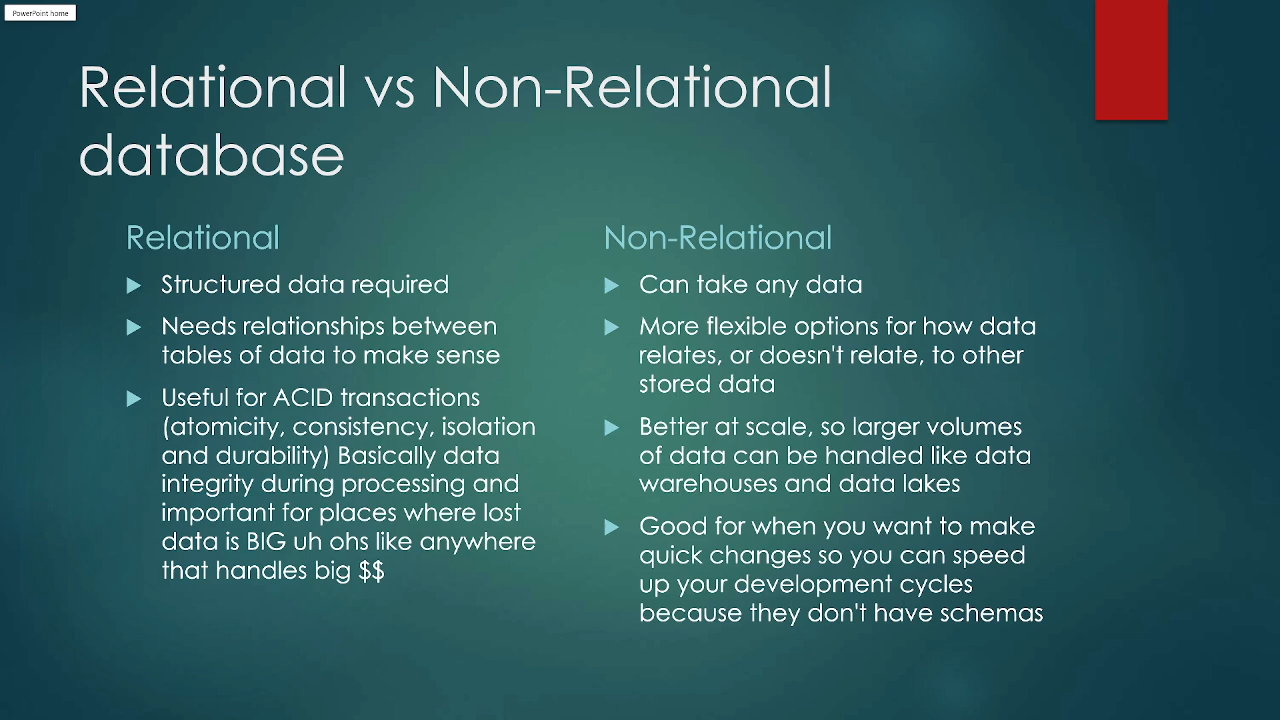 PowerPoint home
Relational vs Non-Relational
database
Relational
Structured data required
Needs relationships between
tables of data to make sense
Useful for ACID transactions
(atomicity, consistency, isolation
and durability) Basically data
integrity during processing and
important for places where lost
data is BIG uh ohs like anywhere
that handles big $$
Non-Relational
Can take any data
More flexible options for how data
relates, or doesn't relate, to other
stored data
Better at scale, so larger volumes
of data can be handled like data
warehouses and data lakes
Good for when you want to make
quick changes so you can speed
up your development cycles
because they don't have schemas